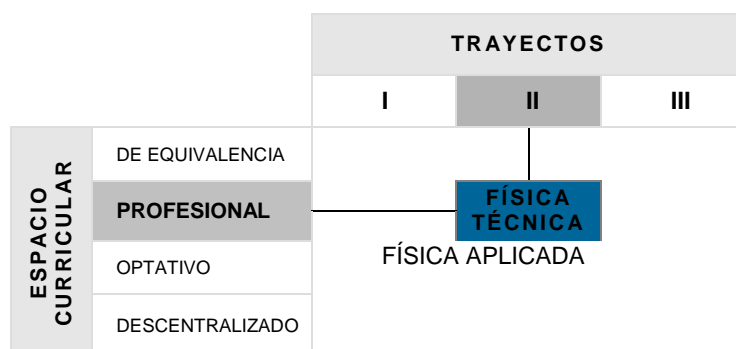 TRAYECTOS
I II III
ESPACIO
CURRICULAR
DE EQUIVALENCIA
PROFESIONAL
FÍSICA
TÉCNICA
FÍSICA APLICADA
OPTATIVO
DESCENTRALIZADO